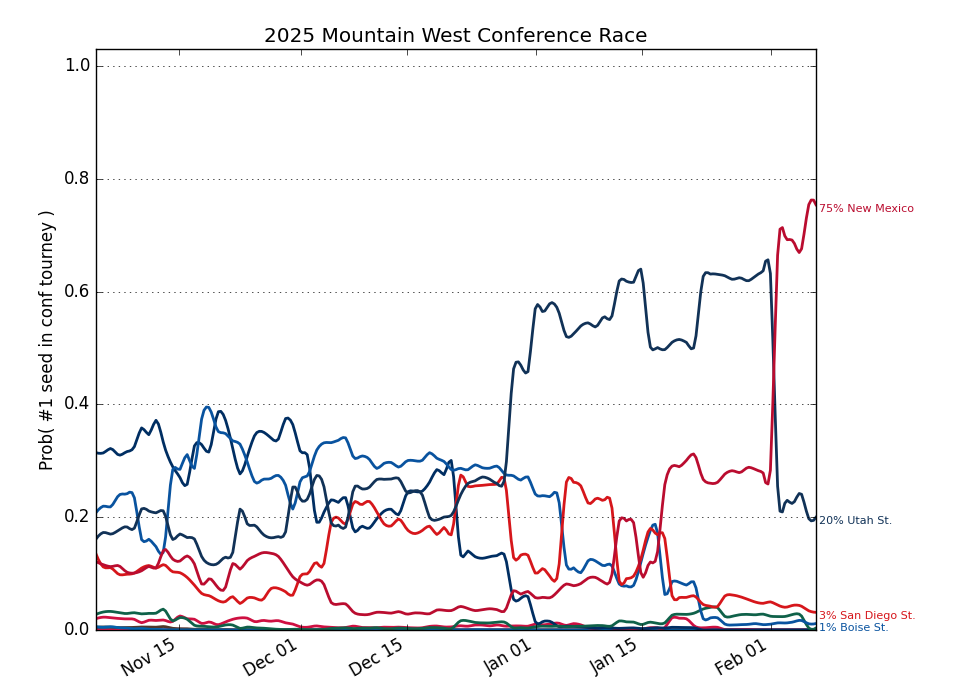 2025 Mountain West Conference Race
Prob( #1 seed in conf tourney )
1.0
0.8
0.6
0.4
0.2
0.0
Nov 15
Dec 01
Dec 15
Jan 01
Jan 15
Feb 01
75% New Mexico
20% Utah St.
3% San Diego St.
1% Boise St.